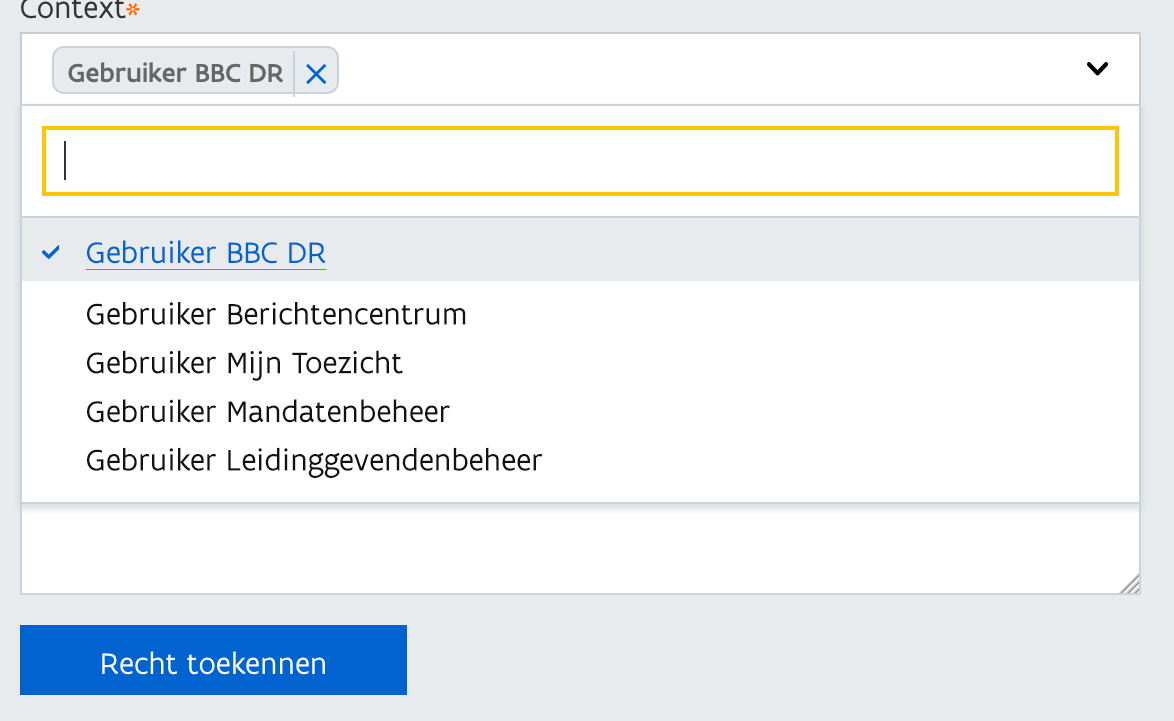 Context*
Gebruiker BBC DR
Gebruiker BBC DR
Gebruiker Berichtencentrum
Gebruiker Mijn Toezicht
Gebruiker Mandatenbeheer
Gebruiker Leidinggevendenbeheer
Recht toekennen